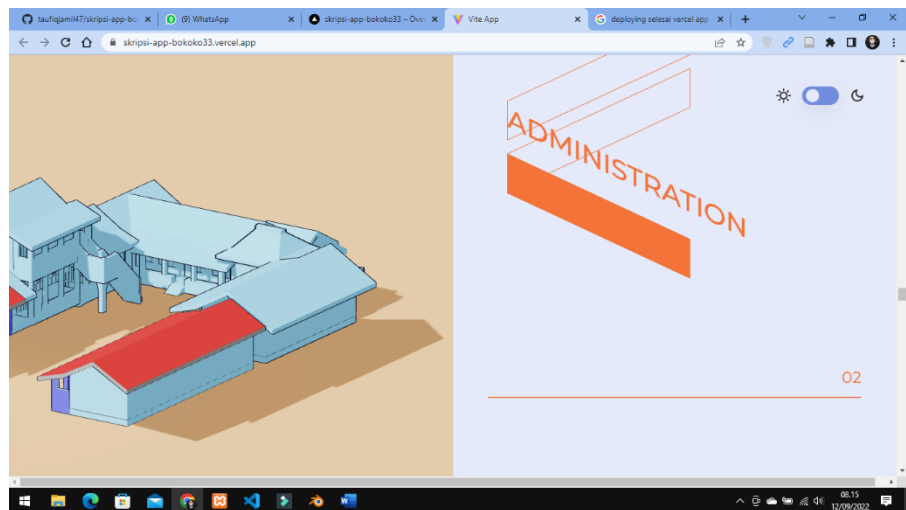 taufiqjamil47/skripsi-app-bo
(9) WhatsApp
skripsi-app-bokoko33 – Ove
Vite App
deploying selesai vercel app
skripsi-app-bokoko33.vercel.app
ADMINISTRATION
02
08.15
12/09/2022